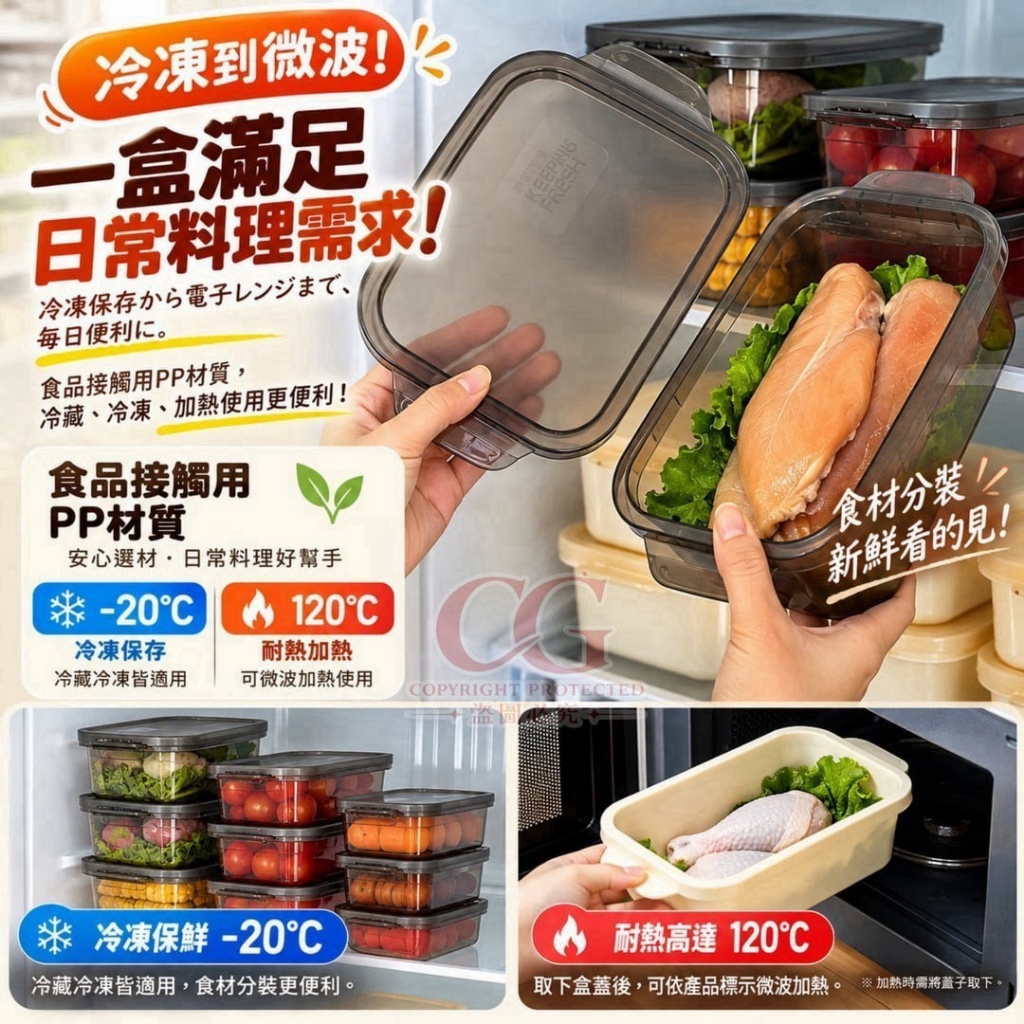 冷凍到微波!
一盒滿足
日常料理需求!
冷凍保存から電子レンジまで、
毎日便利に。
食品接觸用PP材質，
冷藏、冷凍、加熱使用更便利！
KEEPING
FRESH
食材分裝
新鮮看的見!
食品接觸用
PP材質
安心選材・日常料理好幫手
-20°C
冷凍保存
冷藏冷凍皆適用
120°C
耐熱加熱
可微波加熱使用
CG
COPYRIGHT PROTECTED
盜圖必究
冷凍保鮮 -20°C
冷藏冷凍皆適用，食材分裝更便利。
耐熱高達 120°C
取下盒蓋後，可依產品標示微波加熱。
※ 加熱時需將蓋子取下。